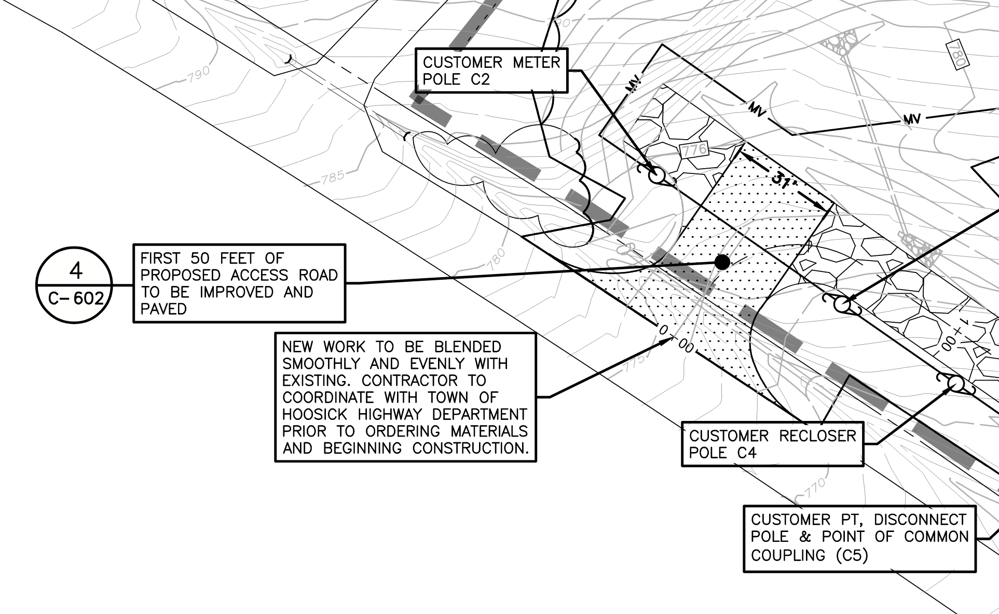 790
790
780
CUSTOMER METER
POLE C2
MV
MV
MV
776
31'
785
780
4
C-602
FIRST 50 FEET OF
PROPOSED ACCESS ROAD
TO BE IMPROVED AND
PAVED
0+00
1+00
NEW WORK TO BE BLENDED
SMOOTHLY AND EVENLY WITH
EXISTING. CONTRACTOR TO
COORDINATE WITH TOWN OF
HOOSICK HIGHWAY DEPARTMENT
PRIOR TO ORDERING MATERIALS
AND BEGINNING CONSTRUCTION.
775
CUSTOMER RECLOSER
POLE C4
770
CUSTOMER PT, DISCONNECT
POLE & POINT OF COMMON
COUPLING (C5)